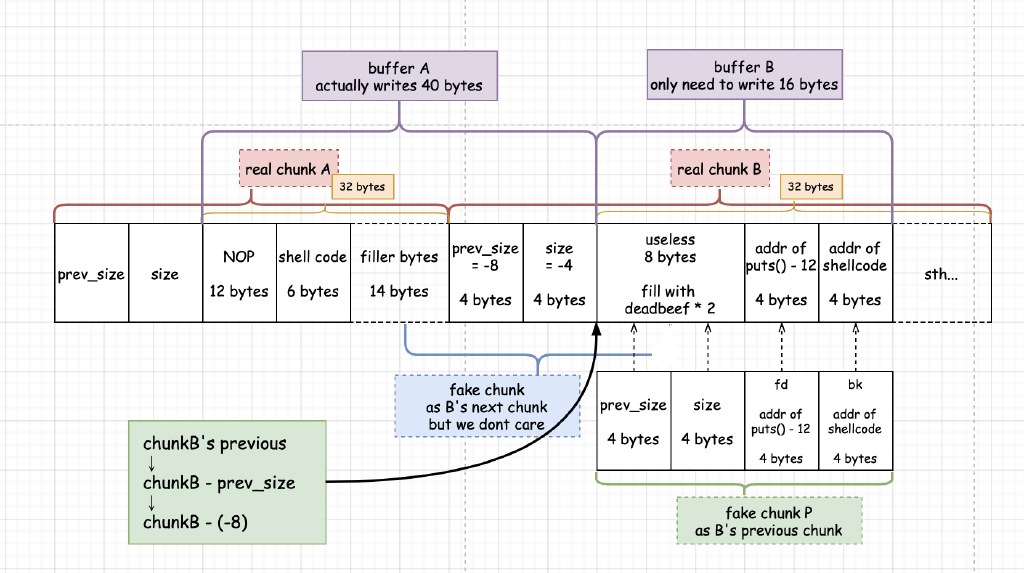 buffer A
actually writes 40 bytes
buffer B
only need to write 16 bytes
real chunk A
32 bytes
real chunk B
32 bytes
prev_size
size
NOP
12 bytes
shell code
6 bytes
filler bytes
14 bytes
prev_size
= -8
4 bytes
size
= -4
4 bytes
useless
8 bytes
fill with
deadbeef * 2
addr of
puts() - 12
4 bytes
addr of
shellcode
4 bytes
sth...
fake chunk
as B's next chunk
but we dont care
prev_size
4 bytes
size
4 bytes
fd
addr of
puts() - 12
4 bytes
bk
addr of
shellcode
4 bytes
chunkB's previous
↓
chunkB - prev_size
↓
chunkB - (-8)
fake chunk P
as B's previous chunk